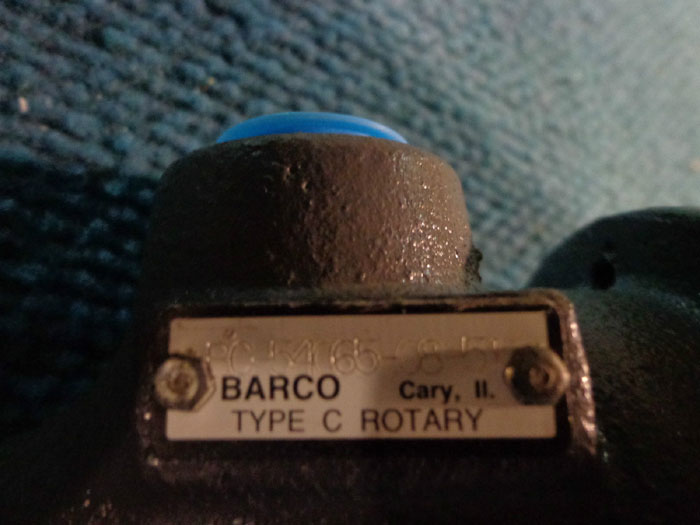 BARCO Cary, Il.
TYPE C ROTARY